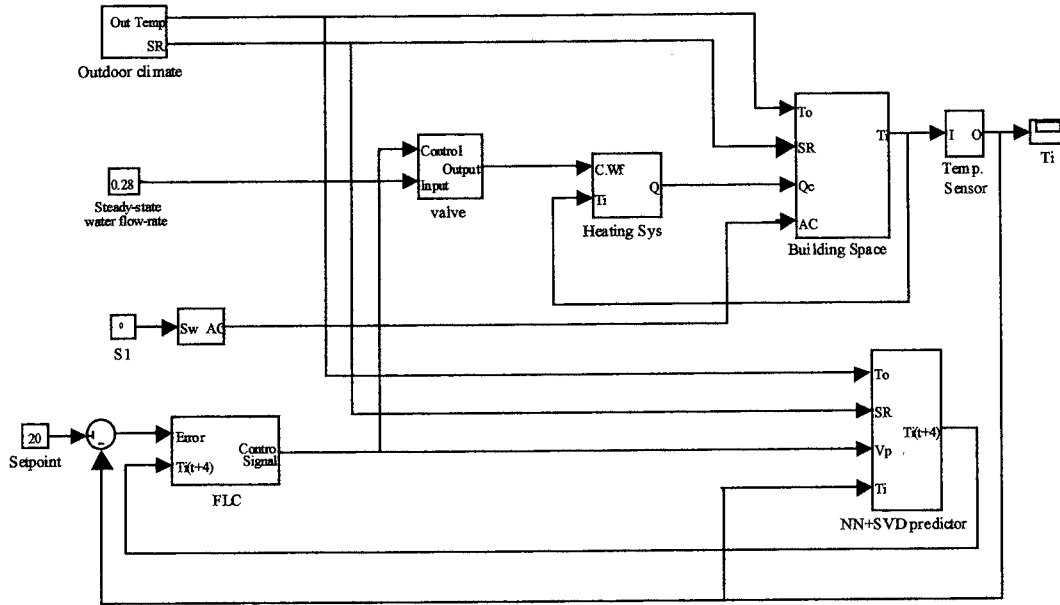 Out Temp
SR
Outdoor climate
To
SR
Qc
AC
Ti
Building Space
I O
Temp.
Sensor
Ti
Control
Output
Input
valve
C.Wf
Q
Ti
Heating Sys
0.28
Steady-state
water flow-rate
S1
Sw AC
To
SR
Vp
Ti
Ti(t+4)
NN+SVD predictor
20
Setpoint
-
Error
Ti(t+4)
Contro
Signal
FLC